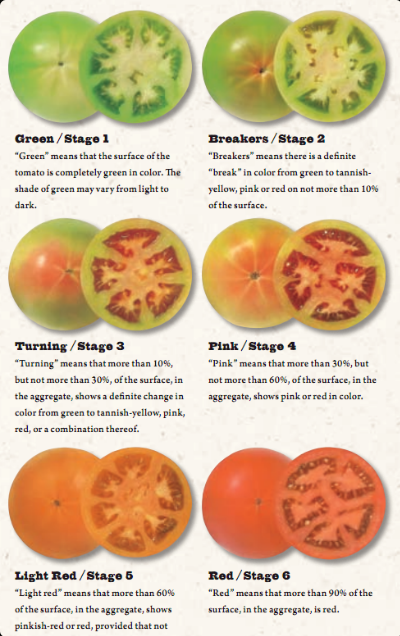 Green / Stage 1
"Green" means that the surface of the
tomato is completely green in color. The
shade of green may vary from light to
dark.
Breakers / Stage 2
"Breakers" means there is a definite
"break" in color from green to tannish-
yellow, pink or red on not more than 10%
of the surface.
Turning / Stage 3
"Turning" means that more than 10%,
but not more than 30%, of the surface, in
the aggregate, shows a definite change in
color from green to tannish-yellow, pink,
red, or a combination thereof.
Pink / Stage 4
"Pink" means that more than 30%, but
not more than 60%, of the surface, in the
aggregate, shows pink or red in color.
Light Red / Stage 5
"Light red" means that more than 60%
of the surface, in the aggregate, shows
pinkish-red or red, provided that not
Red / Stage 6
"Red" means that more than 90% of the
surface, in the aggregate, is red.